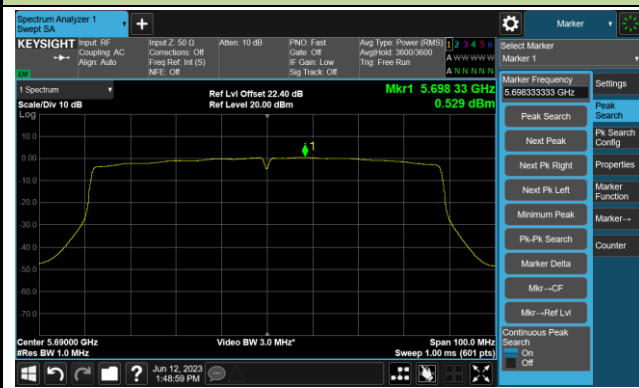 Spectrum Analyzer 1
Swept SA
+
Marker
KEYSIGHT
Input: RF
Coupling: AC
Align: Auto
Input Z: 50 Ω
Corrections: Off
Freq Ref: Int (S)
NFE: Off
Atten: 10 dB
PNO: Fast
Gate: Off
IF Gain: Low
Sig Track: Off
Avg Type: Power (RMS)
Avg|Hold: 3600/3600
Trig: Free Run
1 2 3 4 5 6
A W W W W W
A N N N N N
Select Marker
Marker 1
1 Spectrum
Scale/Div 10 dB
Log
Ref Lvl Offset 22.40 dB
Ref Level 20.00 dBm
Mkr1 5.698 33 GHz
0.529 dBm
10.0
0.00
-10.0
-20.0
-30.0
-40.0
-50.0
-60.0
-70.0
1
Center 5.69000 GHz
#Res BW 1.0 MHz
Video BW 3.0 MHz*
Span 100.0 MHz
Sweep 1.00 ms (601 pts)
Marker Frequency
5.698333333 GHz
Peak Search
Next Peak
Next Pk Right
Next Pk Left
Minimum Peak
Pk-Pk Search
Marker Delta
Mkr→CF
Mkr→Ref Lvl
Continuous Peak
Search
On
Off
Settings
Peak
Search
Pk Search
Config
Properties
Marker
Function
Marker→
Counter
?
Jun 12, 2023
1:48:59 PM